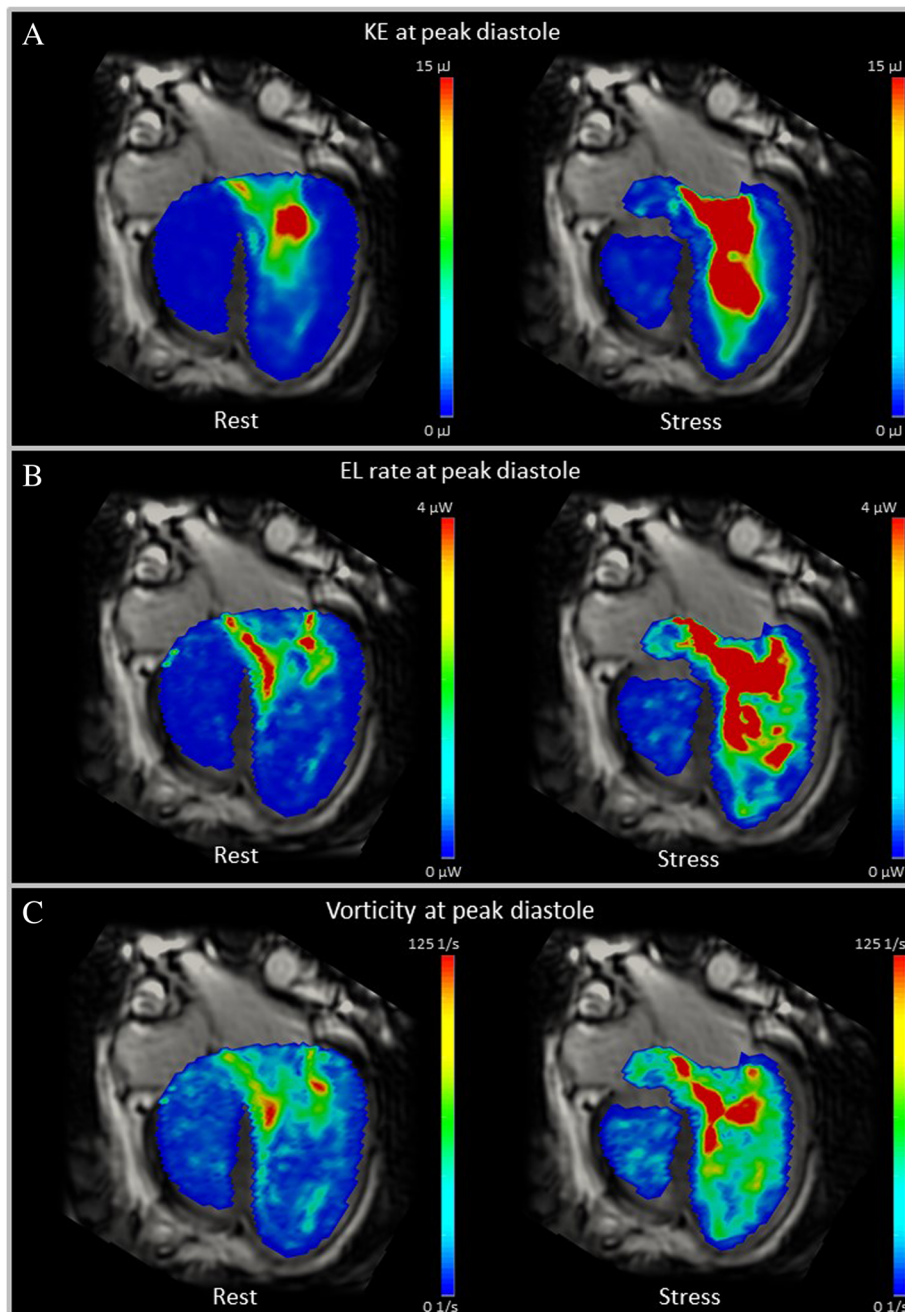 A
KE at peak diastole
15 µJ
15 µJ
Rest
Stress
0 µJ
0 µJ
B
EL rate at peak diastole
4 µW
4 µW
Rest
Stress
0 µW
0 µW
C
Vorticity at peak diastole
125 1/s
125 1/s
Rest
Stress
0 1/s
0 1/s